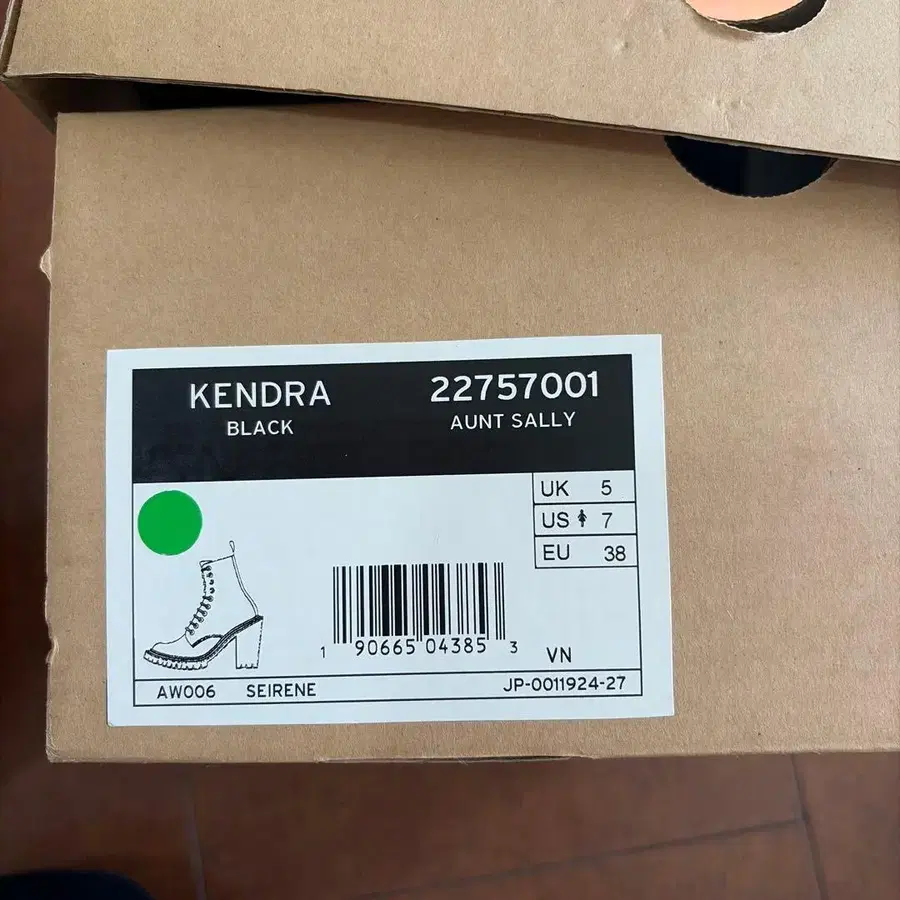 KENDRA
BLACK
22757001
AUNT SALLY
UK 5
US 7
EU 38
1 90665 04385 3
VN
AW006 SEIRENE
JP-0011924-27